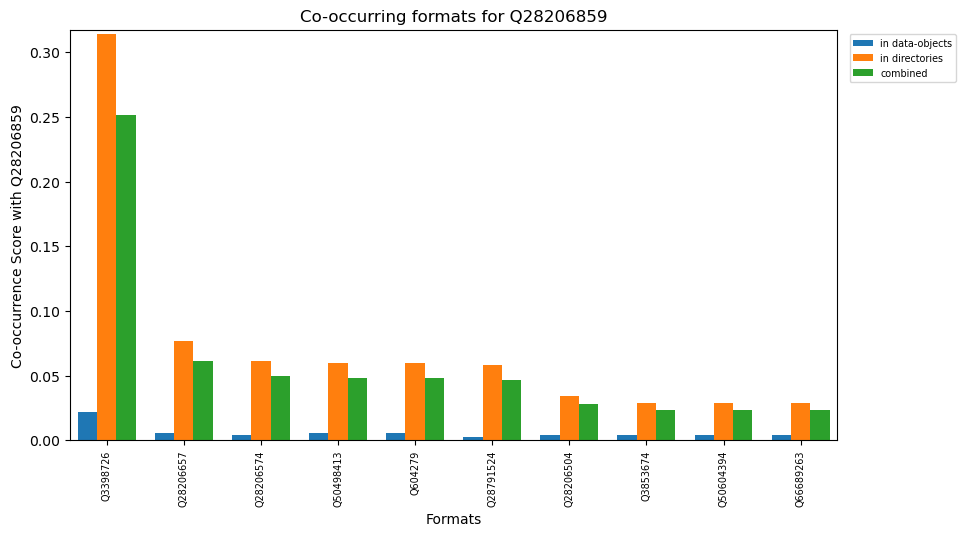 Co-occurring formats for Q28206859
Co-occurrence Score with Q28206859
0.30
0.25
0.20
0.15
0.10
0.05
0.00
Q3398726
Q28206657
Q28206574
Q50498413
Q604279
Q28791524
Q28206504
Q3853674
Q50604394
Q66689263
Formats
in data-objects
in directories
combined